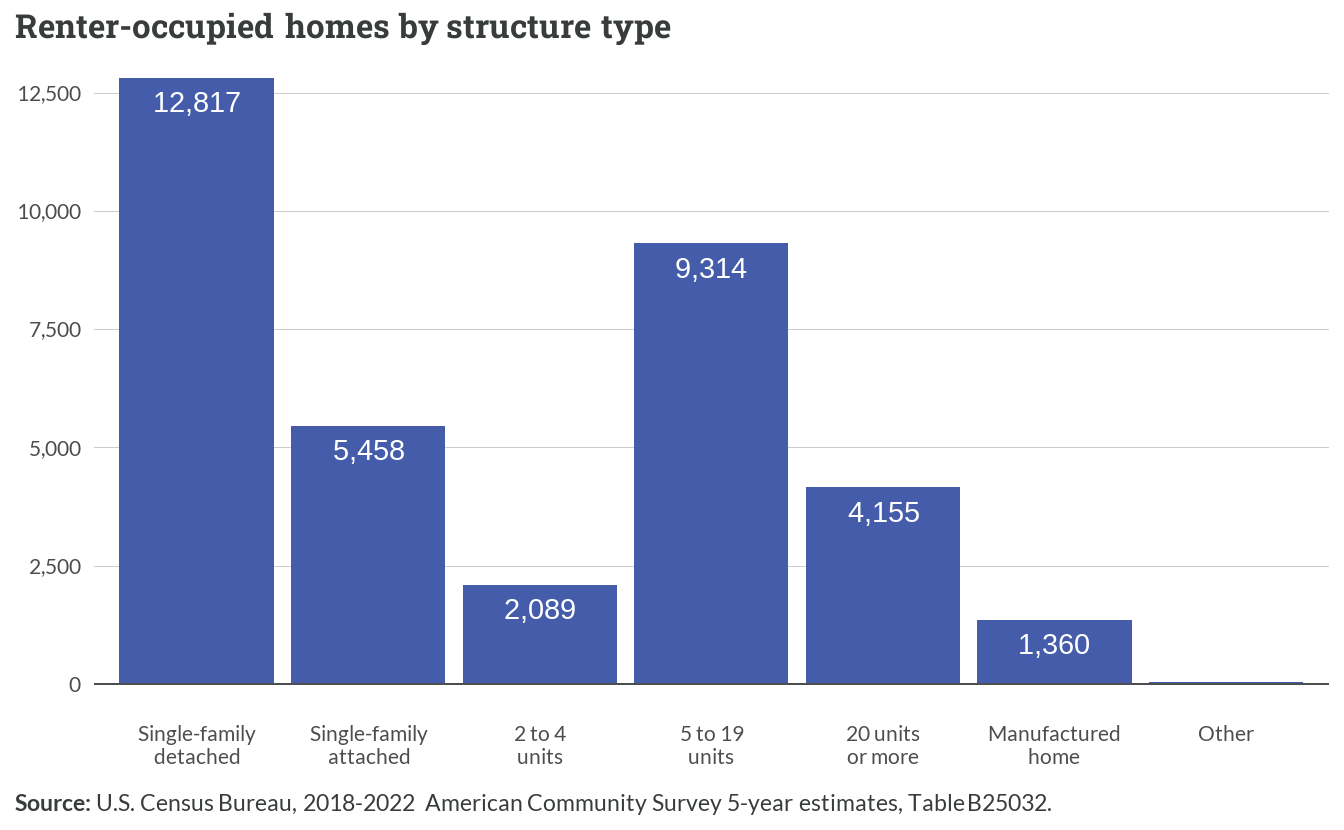 Renter-occupied homes by structure type
12,500
10,000
7,500
5,000
2,500
0
12,817
5,458
2,089
9,314
4,155
1,360
Single-family
detached
Single-family
attached
2 to 4
units
5 to 19
units
20 units
or more
Manufactured
home
Other
Source: U.S. Census Bureau, 2018-2022 American Community Survey 5-year estimates, Table B25032.